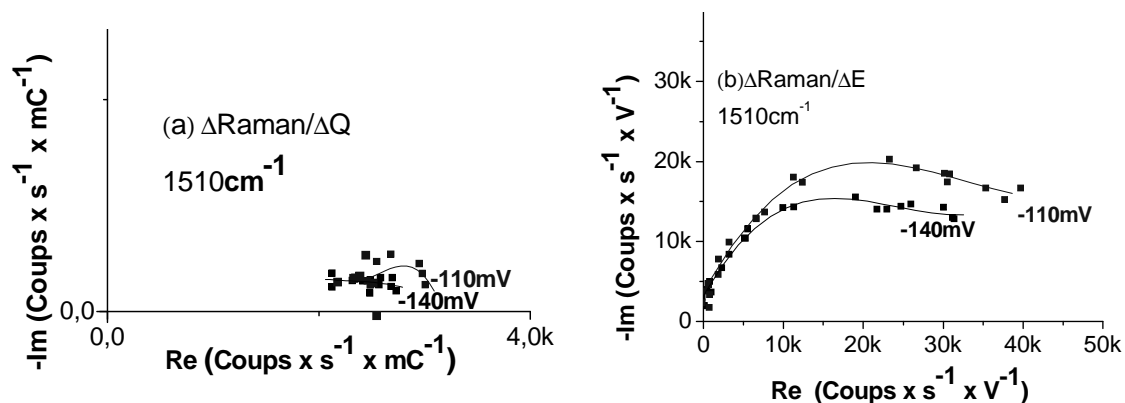 -Im (Coups x s⁻¹ x mC⁻¹)
(a) ΔRaman/ΔQ
1510cm⁻¹
-110mV
-140mV
0,0
0,0
4,0k
Re (Coups x s⁻¹ x mC⁻¹)
-Im (Coups x s⁻¹ x V⁻¹)
30k
20k
10k
0
(b)ΔRaman/ΔE
1510cm⁻¹
-110mV
-140mV
0
10k
20k
30k
40k
50k
Re (Coups x s⁻¹ x V⁻¹)